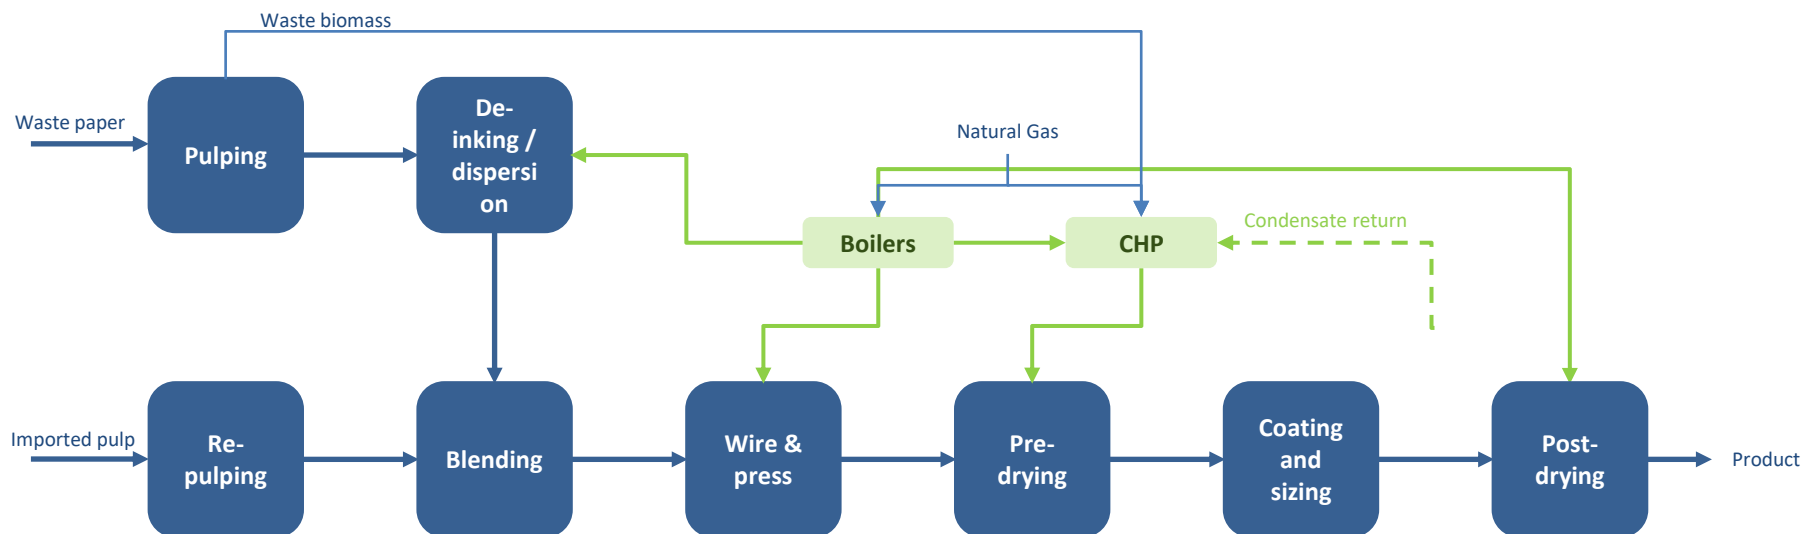 Waste biomass
Waste paper
Pulping
De-
inking /
dispersi
on
Natural Gas
Boilers
CHP
Condensate return
Imported pulp
Re-
pulping
Blending
Wire &
press
Pre-
drying
Coating
and
sizing
Post-
drying
Product